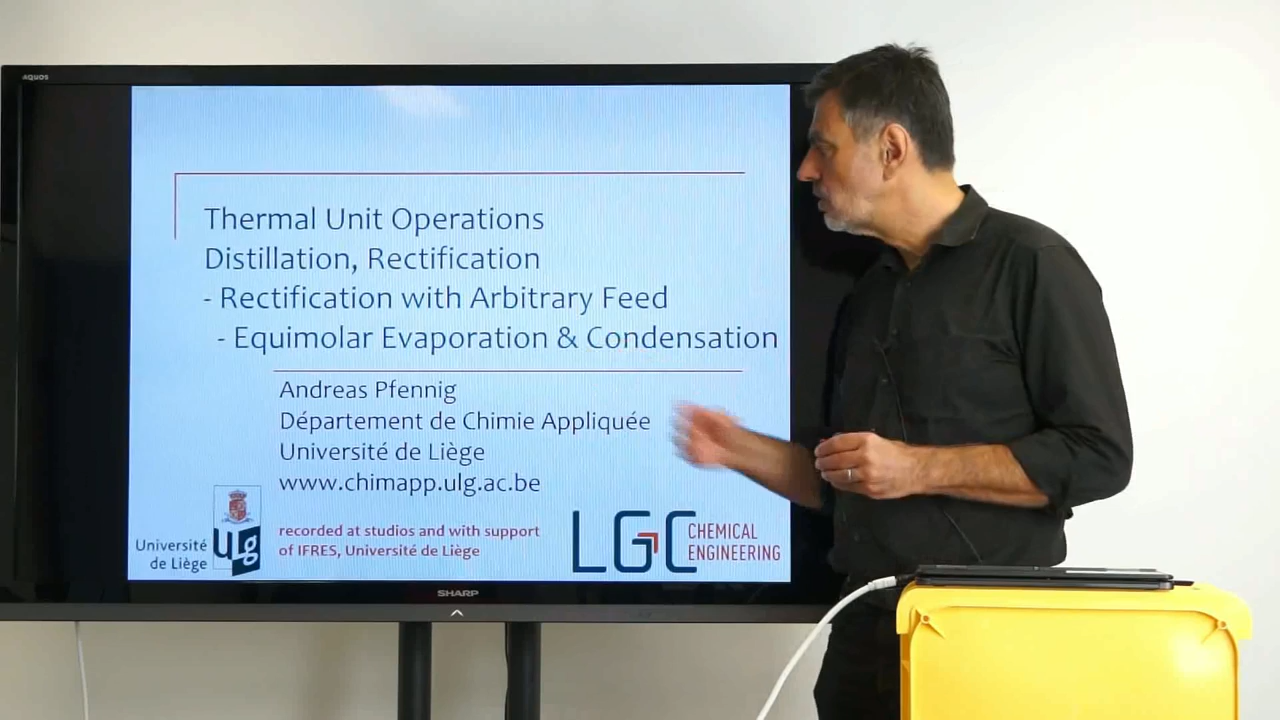 AQUOS
Thermal Unit Operations
Distillation, Rectification
- Rectification with Arbitrary Feed
- Equimolar Evaporation & Condensation
Andreas Pfennig
Département de Chimie Appliquée
Université de Liège
www.chimapp.ulg.ac.be
recorded at studios and with support
of IFRES, Université de Liège
Université
de Liège
ULg
LGC
CHEMICAL
ENGINEERING
SHARP